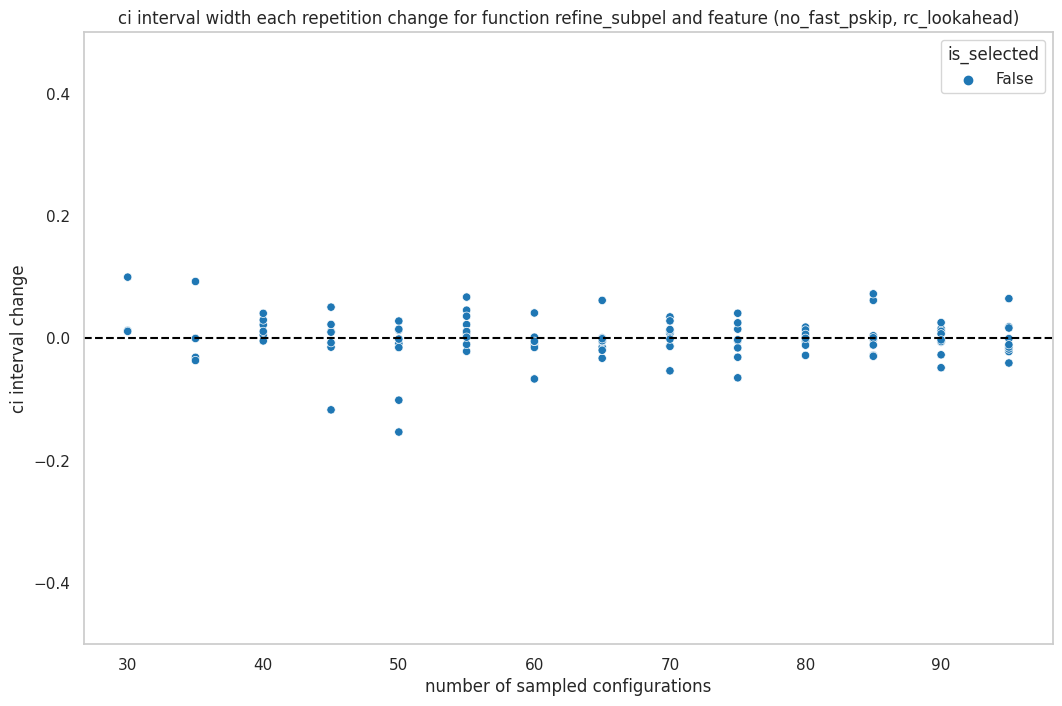 ci interval width each repetition change for function refine_subpel and feature (no_fast_pskip, rc_lookahead)
is_selected
False
0.4
0.2
0.0
−0.2
−0.4
ci interval change
30
40
50
60
70
80
90
number of sampled configurations